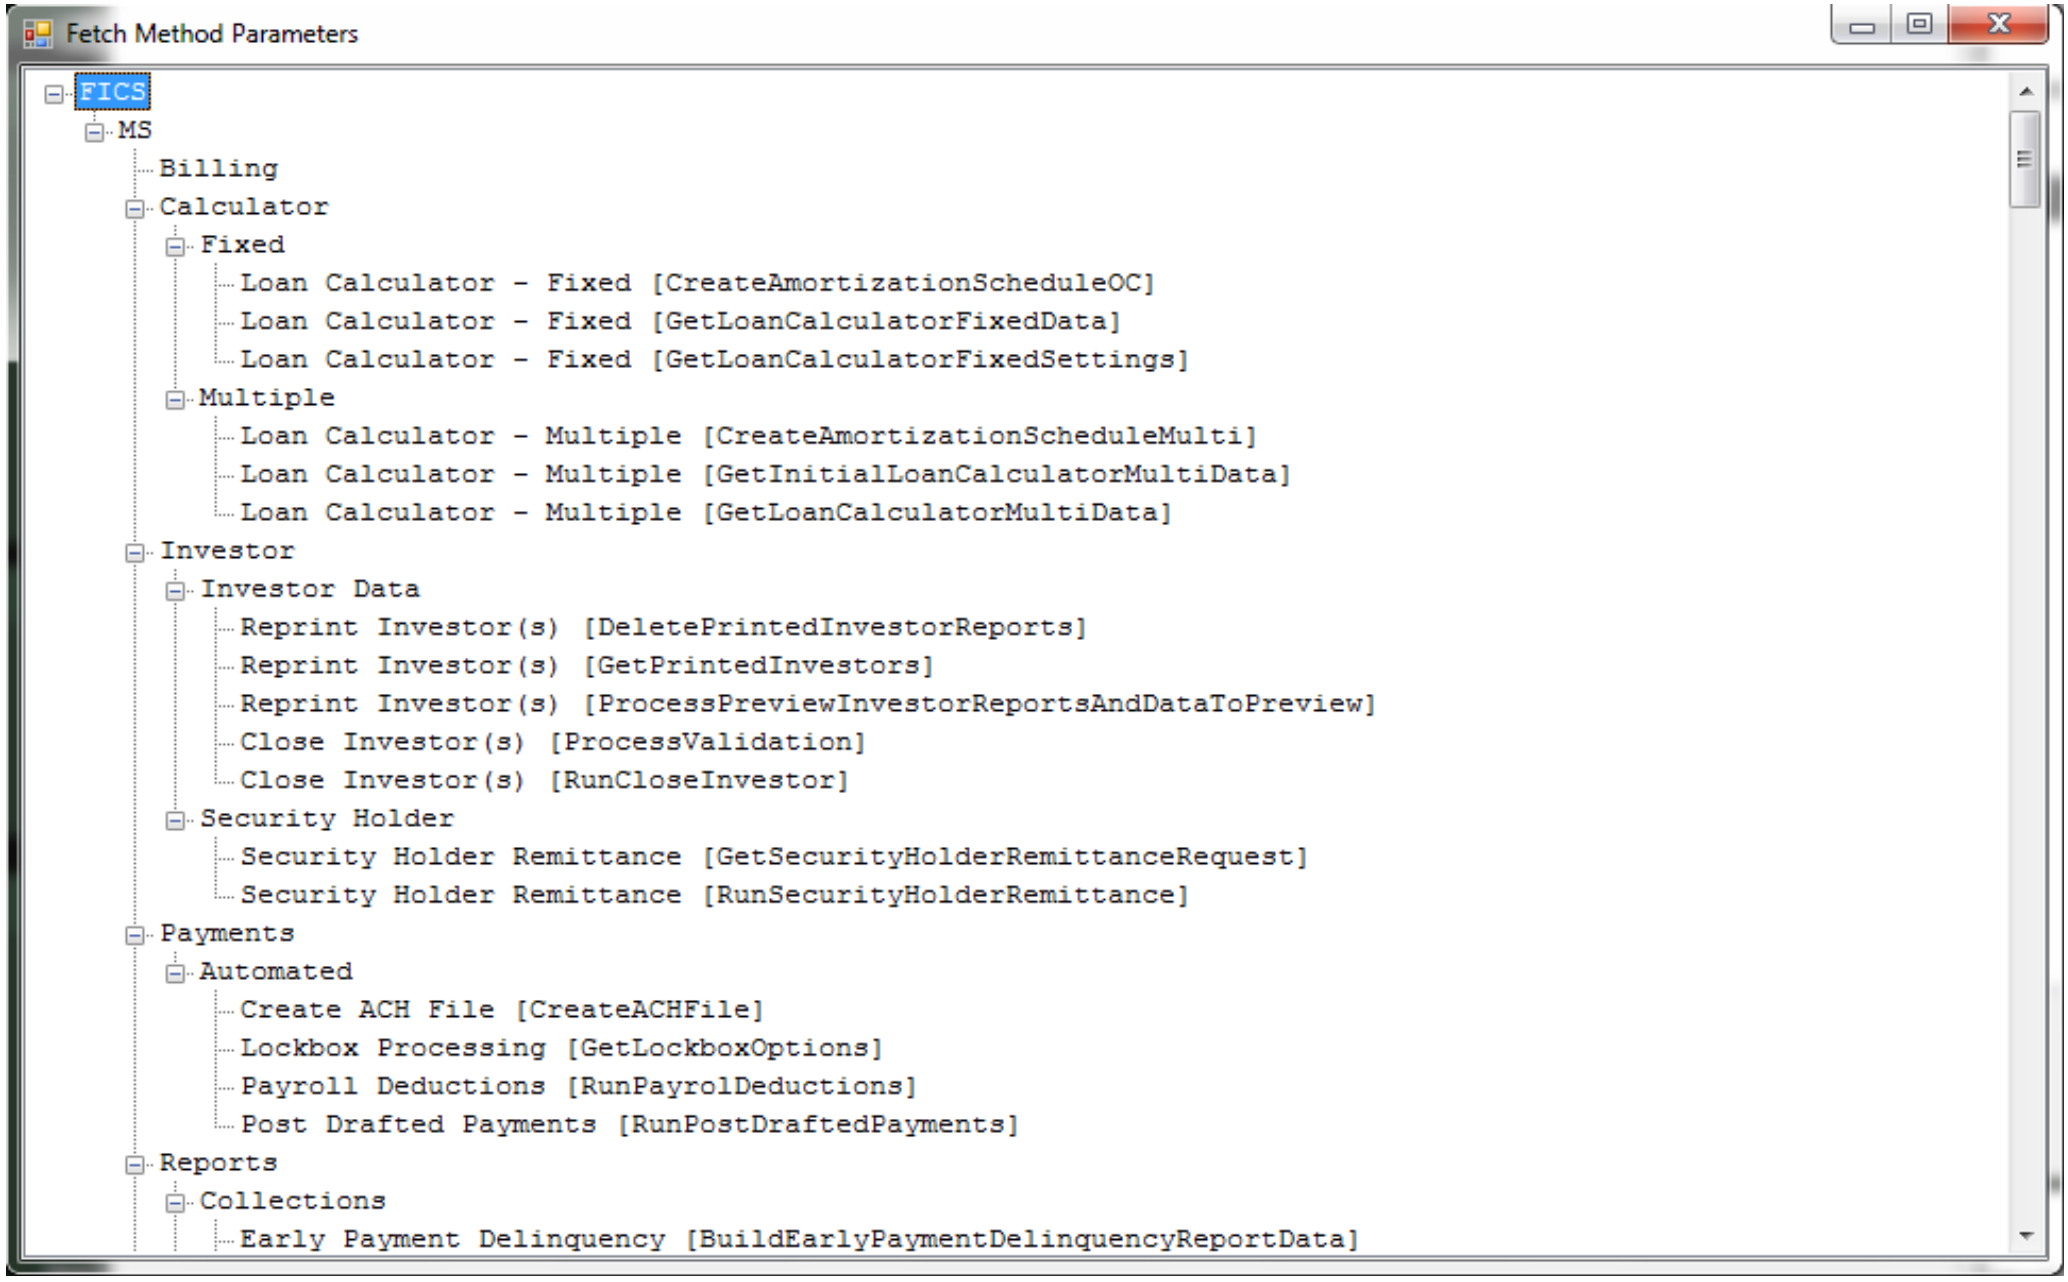 Fetch Method Parameters
FICS
MS
Billing
Calculator
Fixed
Loan Calculator - Fixed [CreateAmortizationScheduleOC]
Loan Calculator - Fixed [GetLoanCalculatorFixedData]
Loan Calculator - Fixed [GetLoanCalculatorFixedSettings]
Multiple
Loan Calculator - Multiple [CreateAmortizationScheduleMulti]
Loan Calculator - Multiple [GetInitialLoanCalculatorMultiData]
Loan Calculator - Multiple [GetLoanCalculatorMultiData]
Investor
Investor Data
Reprint Investor(s) [DeletePrintedInvestorReports]
Reprint Investor(s) [GetPrintedInvestors]
Reprint Investor(s) [ProcessPreviewInvestorReportsAndDataToPreview]
Close Investor(s) [ProcessValidation]
Close Investor(s) [RunCloseInvestor]
Security Holder
Security Holder Remittance [GetSecurityHolderRemittanceRequest]
Security Holder Remittance [RunSecurityHolderRemittance]
Payments
Automated
Create ACH File [CreateACHFile]
Lockbox Processing [GetLockboxOptions]
Payroll Deductions [RunPayrolDeductions]
Post Drafted Payments [RunPostDraftedPayments]
Reports
Collections
Early Payment Delinquency [BuildEarlyPaymentDelinquencyReportData]